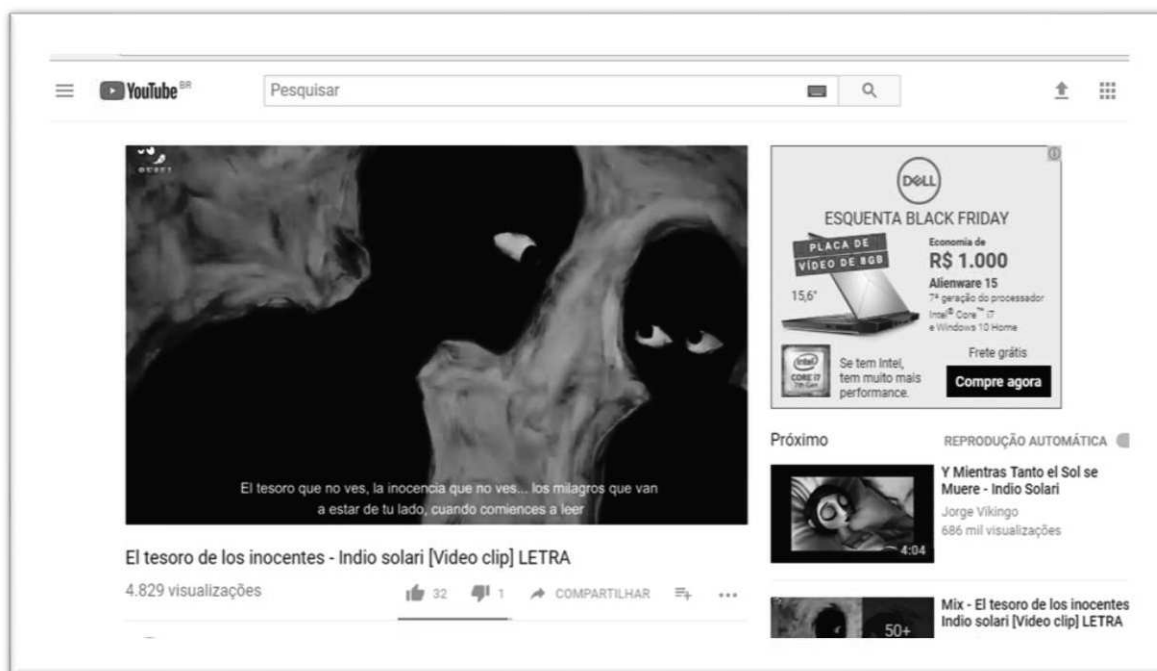 YouTube BR
Pesquisar
El tesoro que no ves, la inocencia que no ves... los milagros que van
a estar de tu lado, cuando comiences a leer
El tesoro de los inocentes - Indio solari [Video clip] LETRA
4.829 visualizações
32
1
COMPARTILHAR
DELL
ESQUENTA BLACK FRIDAY
PLACA DE
VÍDEO DE 8GB
15,6"
Economia de
R$ 1.000
Alienware 15
7ª geração do processador
Intel® Core™ i7
e Windows 10 Home
intel
CORE i7
7th Gen
Se tem Intel,
tem muito mais
performance.
Frete grátis
Compre agora
Próximo
REPRODUÇÃO AUTOMÁTICA
Y Mientras Tanto el Sol se
Muere - Indio Solari
Jorge Vikingo
686 mil visualizações
4:04
Mix - El tesoro de los inocentes
Indio solari [Video clip] LETRA
50+